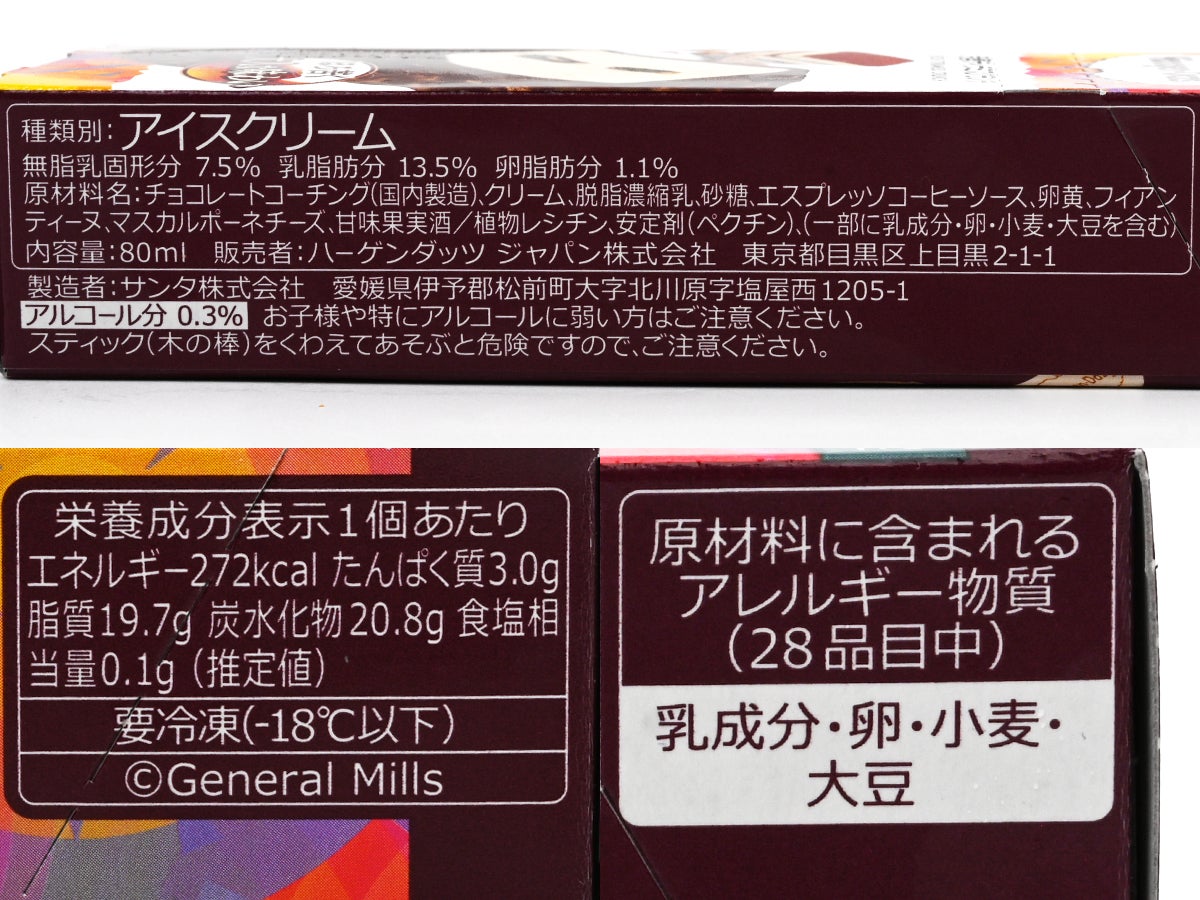 種類別：アイスクリーム
無脂乳固形分 7.5% 乳脂肪分 13.5% 卵脂肪分 1.1%
原材料名：チョコレートコーチング(国内製造)、クリーム、脱脂濃縮乳、砂糖、エスプレッソコーヒーソース、卵黄、フィアン
ティーヌ、マスカルポーネチーズ、甘味果実酒／植物レシチン、安定剤(ペクチン)、(一部に乳成分・卵・小麦・大豆を含む)
内容量：80ml 販売者：ハーゲンダッツ ジャパン株式会社 東京都目黒区上目黒2-1-1
製造者：サンタ株式会社 愛媛県伊予郡松前町大字北川原字塩屋西1205-1
アルコール分 0.3% お子様や特にアルコールに弱い方はご注意ください。
スティック(木の棒)をくわえてあそぶと危険ですので、ご注意ください。
栄養成分表示1個あたり
エネルギー272kcal たんぱく質3.0g
脂質19.7g 炭水化物20.8g 食塩相
当量0.1g (推定値)
要冷凍(-18℃以下)
©General Mills
原材料に含まれる
アレルギー物質
(28品目中)
乳成分・卵・小麦・
大豆